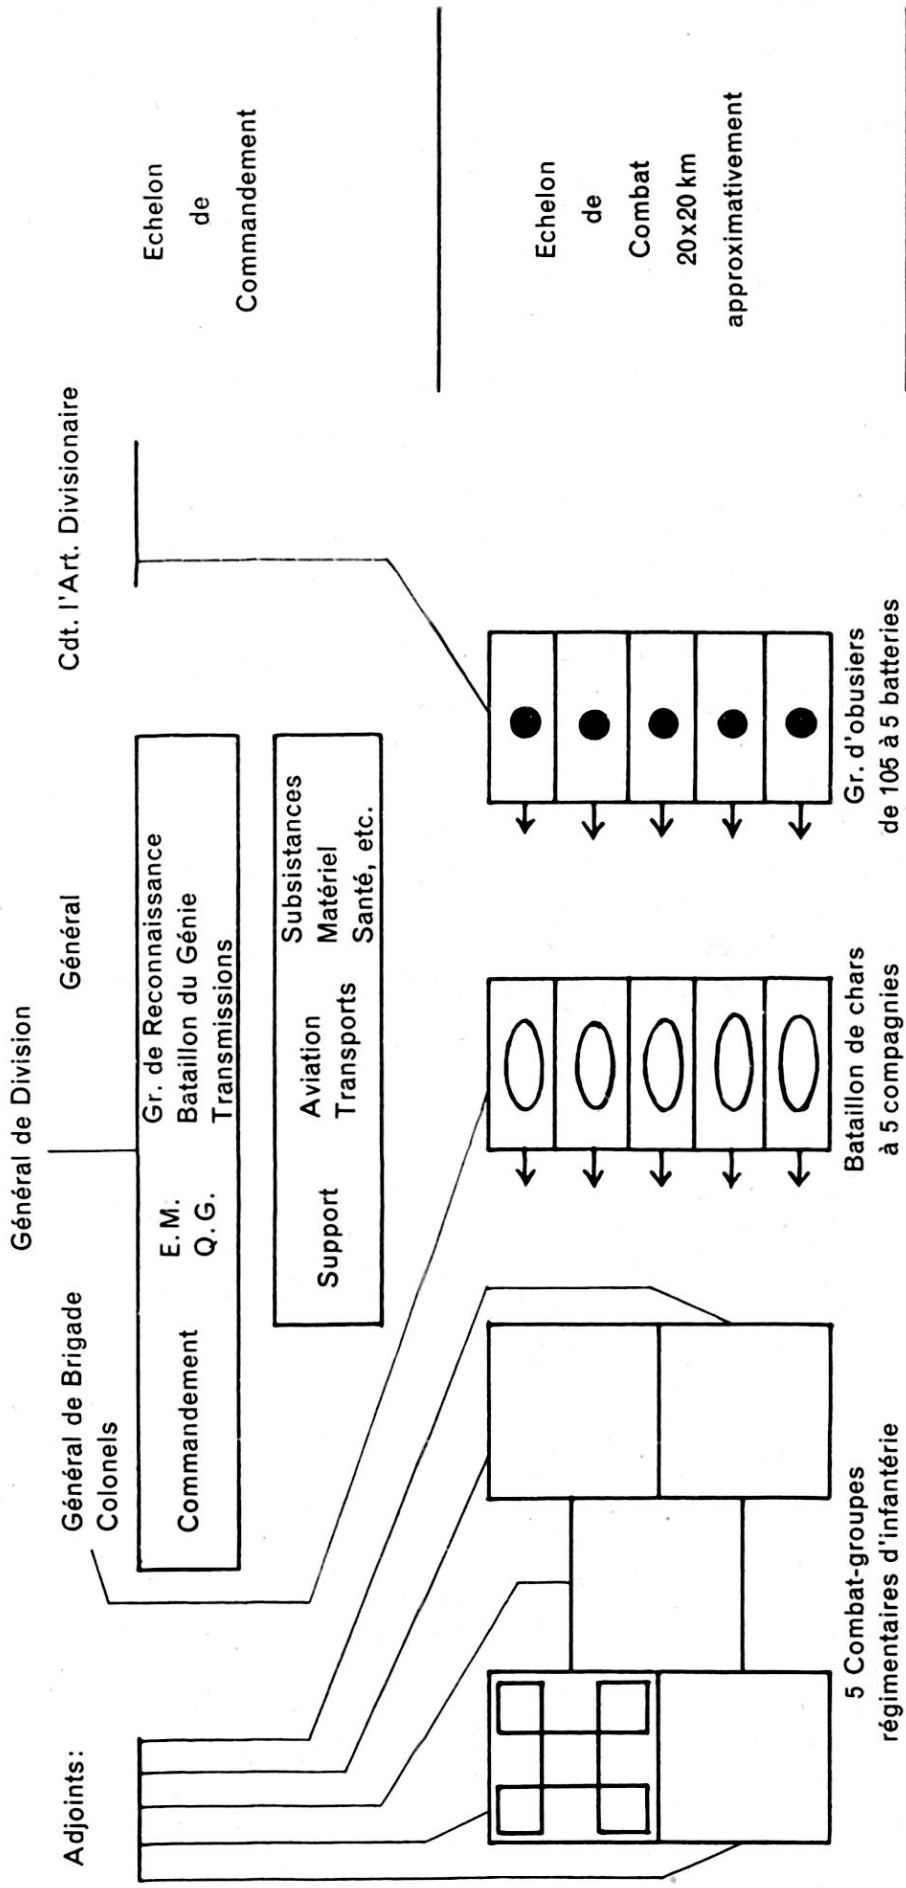 Général de Division
Adjoints:
Général de Brigade
Colonels
Général
Cdt. l'Art. Divisionaire
Commandement
E.M.
Q.G.
Gr. de Reconnaissance
Bataillon du Génie
Transmissions
Support
Aviation
Transports
Subsistances
Matériel
Santé, etc.
Echelon
de
Commandement
5 Combat-groupes
régimentaires d'infantérie
Bataillon de chars
à 5 compagnies
Gr. d'obusiers
de 105 à 5 batteries
Echelon
de
Combat
20x20 km
approximativement